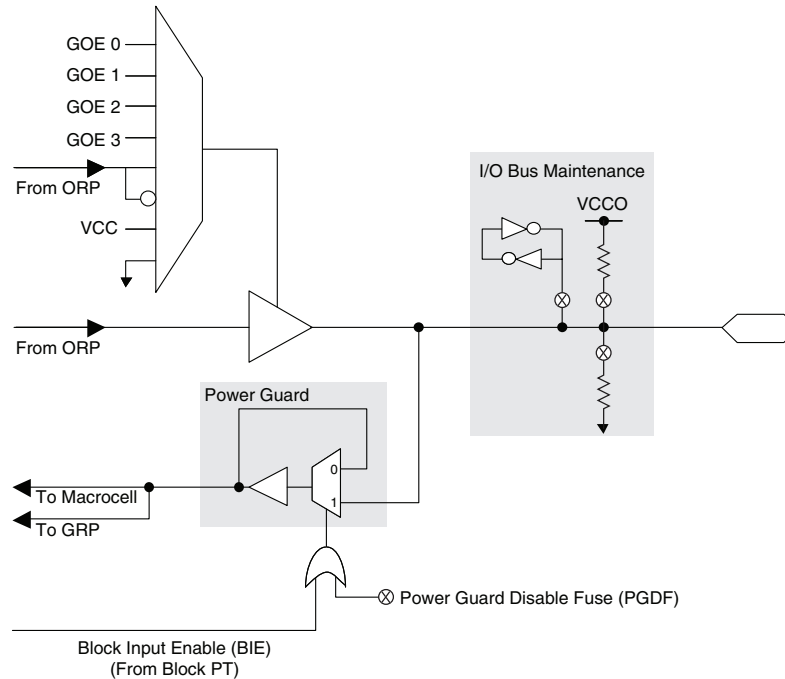 GOE 0
GOE 1
GOE 2
GOE 3
From ORP
VCC
I/O Bus Maintenance
VCCO
From ORP
Power Guard
0
1
To Macrocell
To GRP
Power Guard Disable Fuse (PGDF)
Block Input Enable (BIE)
(From Block PT)